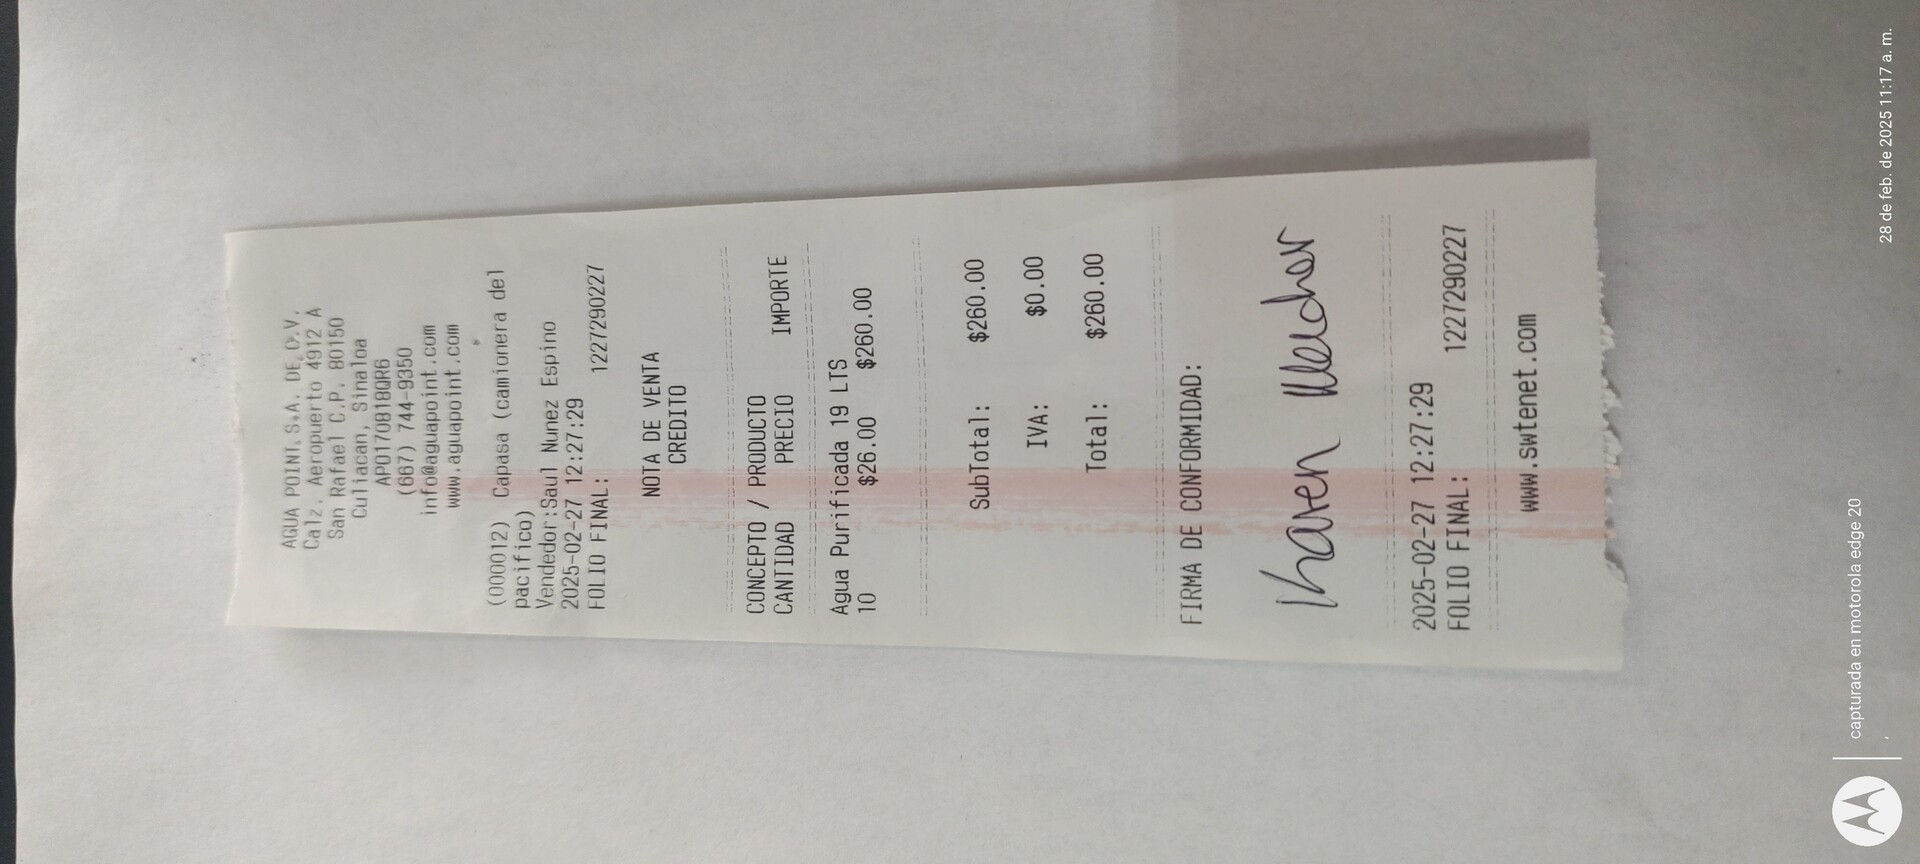 AGUA POINT S.A. DE C.V.
Calz. Aeropuerto 4912 A
San Rafael C.P. 80150
Culiacan, Sinaloa
APO170818QR6
(667) 744-9350
info@aguapoint.com
www.aguapoint.com
(000012) Capasa (camionera del
pacifico)
Vendedor:Saul Nunez Espino
2025-02-27 12:27:29
FOLIO FINAL: 1227290227
NOTA DE VENTA
CREDITO
CONCEPTO / PRODUCTO
CANTIDAD PRECIO IMPORTE
Agua Purificada 19 LTS
10 $26.00 $260.00
SubTotal: $260.00
IVA: $0.00
Total: $260.00
FIRMA DE CONFORMIDAD:
Karen
2025-02-27 12:27:29
FOLIO FINAL: 1227290227
www.swtenet.com
capturada en motorola edge 20
28 de feb. de 2025 11:17 a. m.